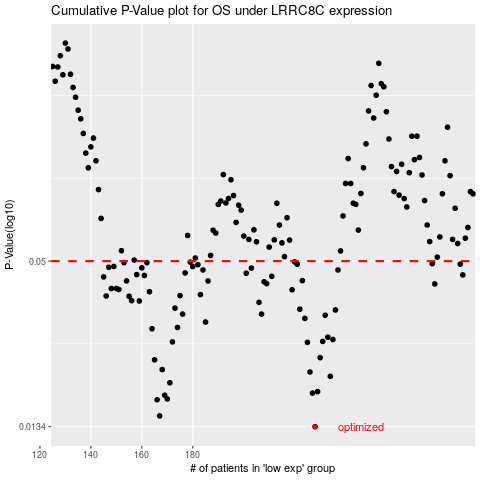 Cumulative P-Value plot for OS under LRRC8C expression
P-Value(log10)
0.05
0.0134
optimized
120 140 160 180
# of patients in 'low exp' group